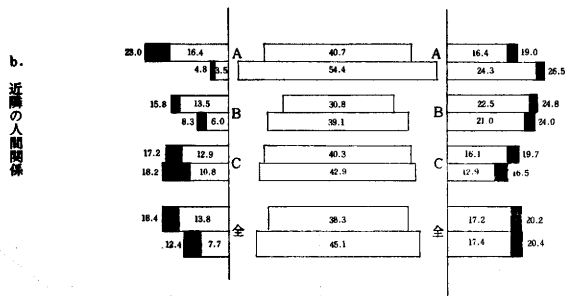 b. 近隣の人間関係
23.0 16.4 A 40.7 A 16.4 19.0
4.8 3.5 54.4 24.3 26.5
15.8 13.5 B 30.8 B 22.5 24.8
8.3 6.0 39.1 21.0 24.0
17.2 12.9 C 40.3 C 16.1 19.7
18.2 10.8 42.9 12.9 16.5
18.4 13.8 全 38.3 全 17.2 20.2
12.4 7.7 45.1 17.4 20.4